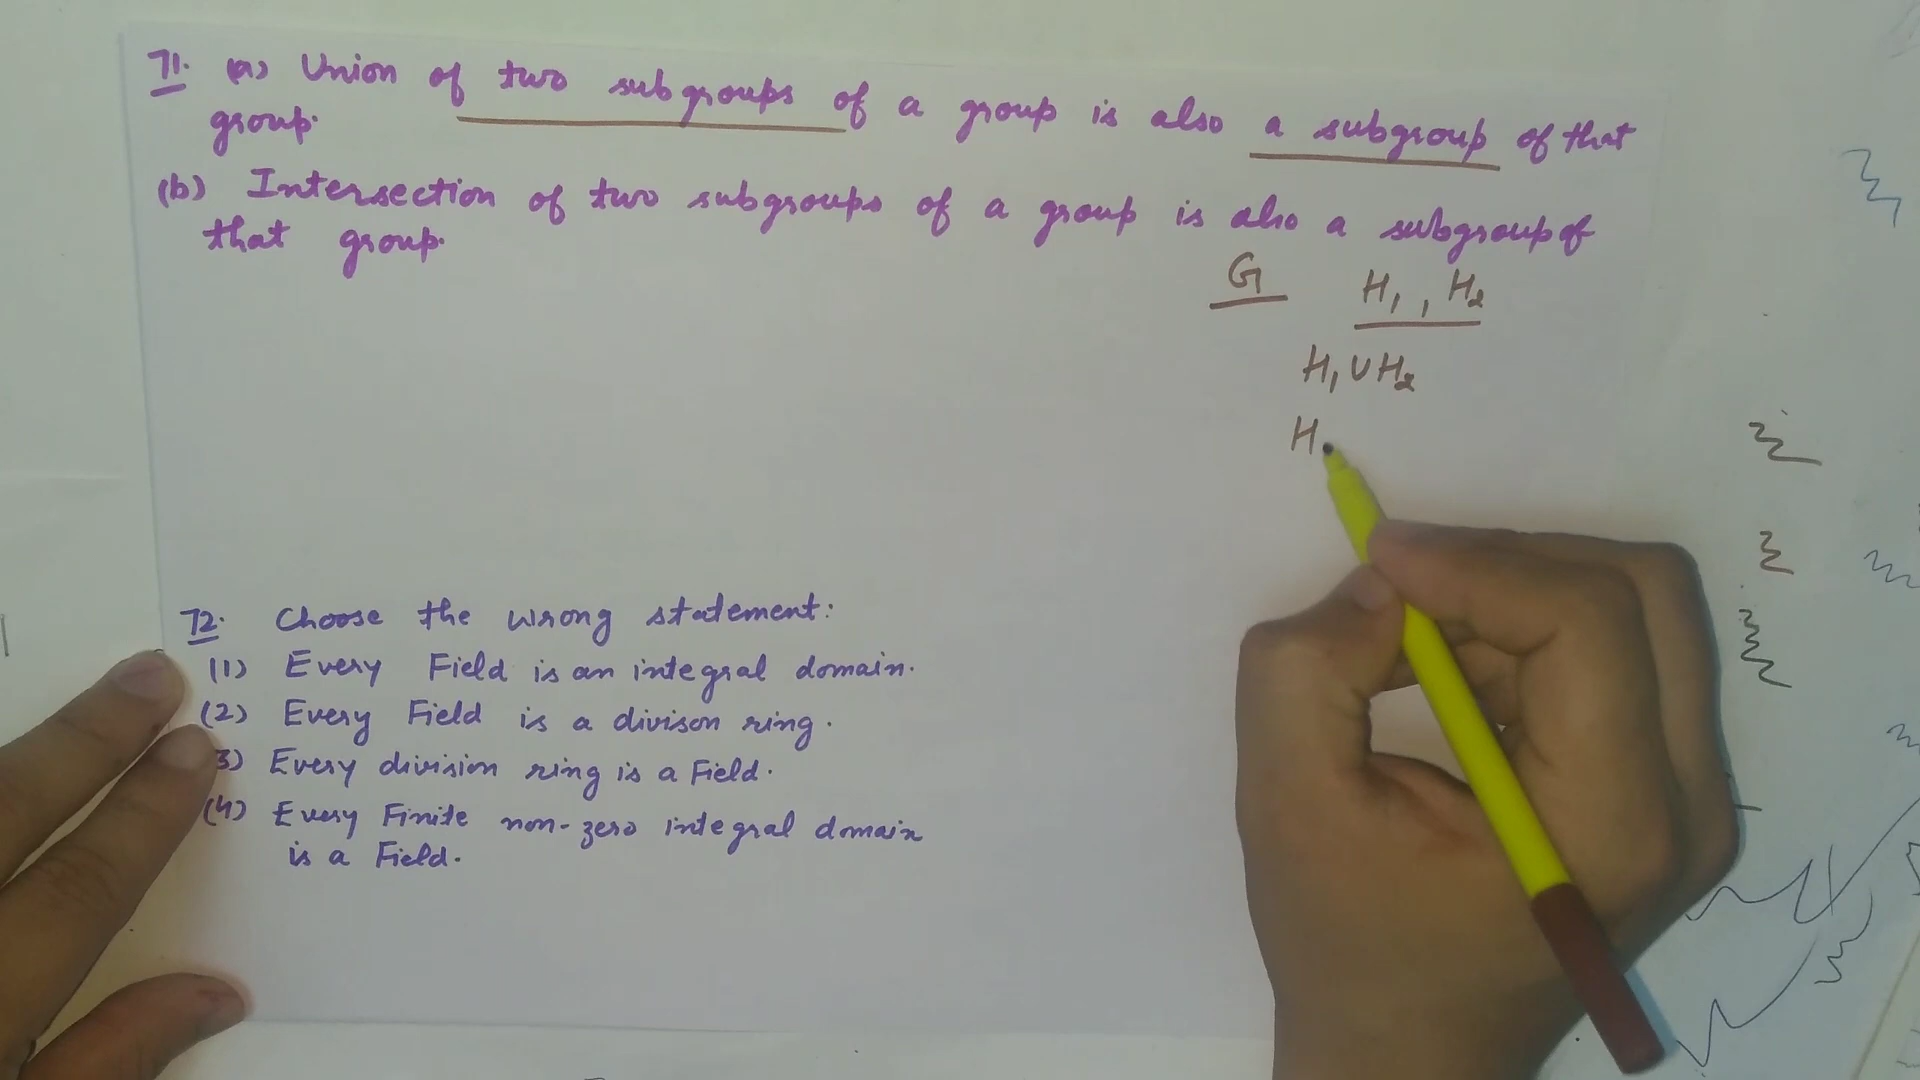 71. (a) Union of two subgroups of a group is also a subgroup of that
group.
(b) Intersection of two subgroups of a group is also a subgroup of
that group.
G H₁, H₂
H₁ ∪ H₂
H
72. Choose the wrong statement:
(1) Every Field is an integral domain.
(2) Every Field is a divison ring.
3) Every division ring is a Field.
(4) Every Finite non-zero integral domain
is a Field.